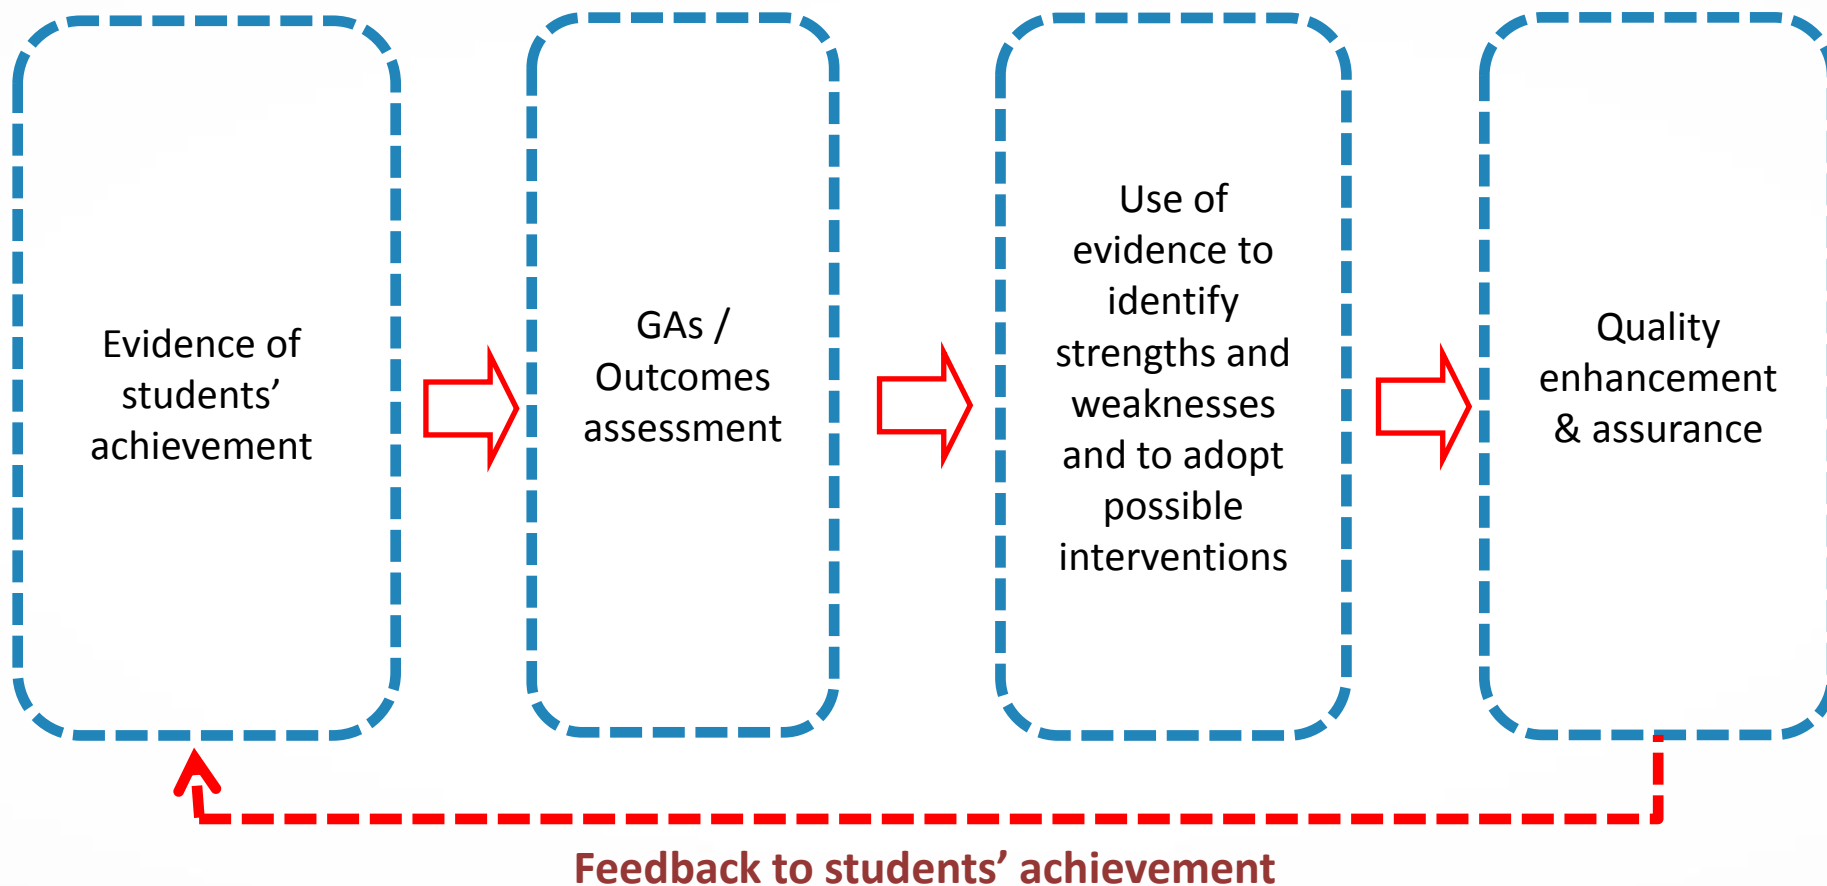 Evidence of
students’
achievement
GAs /
Outcomes
assessment
Use of
evidence to
identify
strengths and
weaknesses
and to adopt
possible
interventions
Quality
enhancement
& assurance
Feedback to students’ achievement